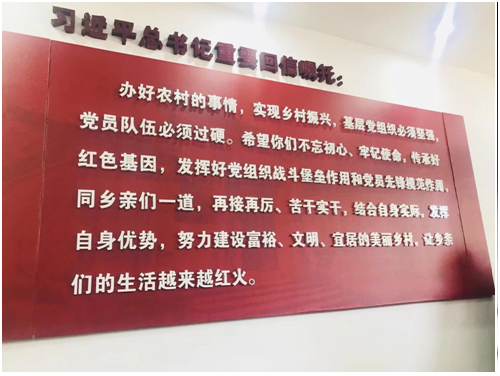 习近平总书记重要回信嘱托：
办好农村的事情，实现乡村振兴，基层党组织必须坚强，
党员队伍必须过硬。希望你们不忘初心、牢记使命，传承好
红色基因，发挥好党组织战斗堡垒作用和党员先锋模范作用，
同乡亲们一道，再接再厉、苦干实干，结合自身实际，发挥
自身优势，努力建设富裕、文明、宜居的美丽乡村，让乡亲
们的生活越来越红火。